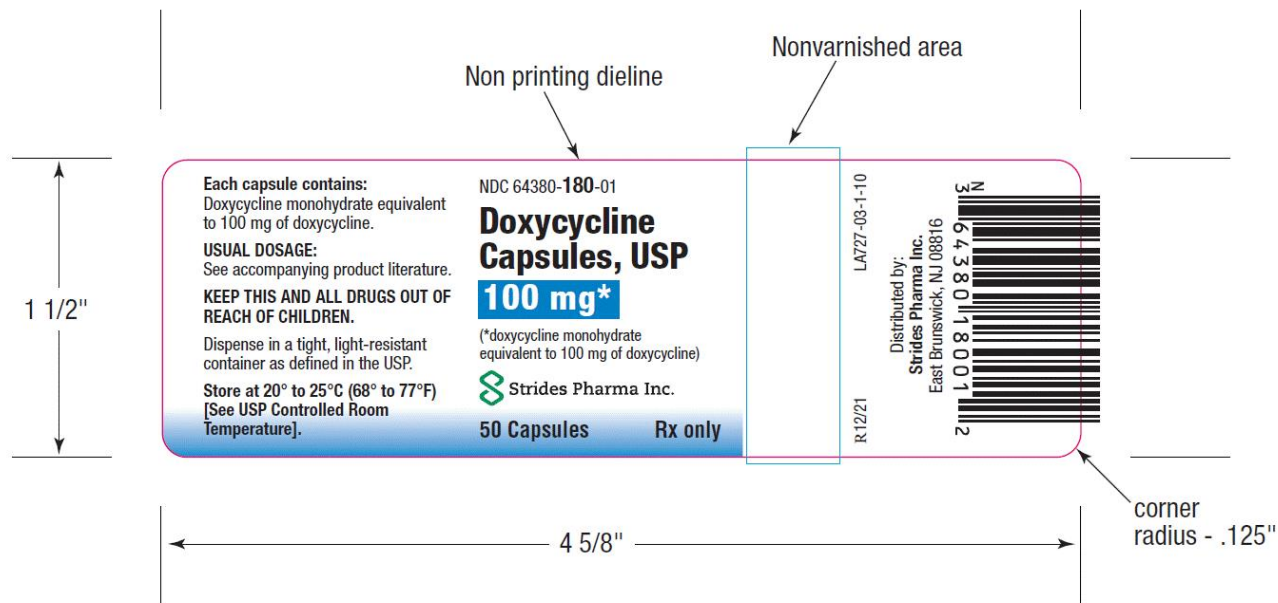 Nonvarnished area
Non printing dieline
1 1/2"
Each capsule contains:
Doxycycline monohydrate equivalent
to 100 mg of doxycycline.
USUAL DOSAGE:
See accompanying product literature.
KEEP THIS AND ALL DRUGS OUT OF
REACH OF CHILDREN.
Dispense in a tight, light-resistant
container as defined in the USP.
Store at 20° to 25°C (68° to 77°F)
[See USP Controlled Room
Temperature].
NDC 64380-180-01
Doxycycline
Capsules, USP
100 mg*
(*doxycycline monohydrate
equivalent to 100 mg of doxycycline)
Strides Pharma Inc.
50 Capsules Rx only
R 12/21 LA727-03-1-10
Distributed by:
Strides Pharma Inc.
East Brunswick, NJ 08816
N
3 64380 18001 2
corner
radius - .125"
4 5/8"